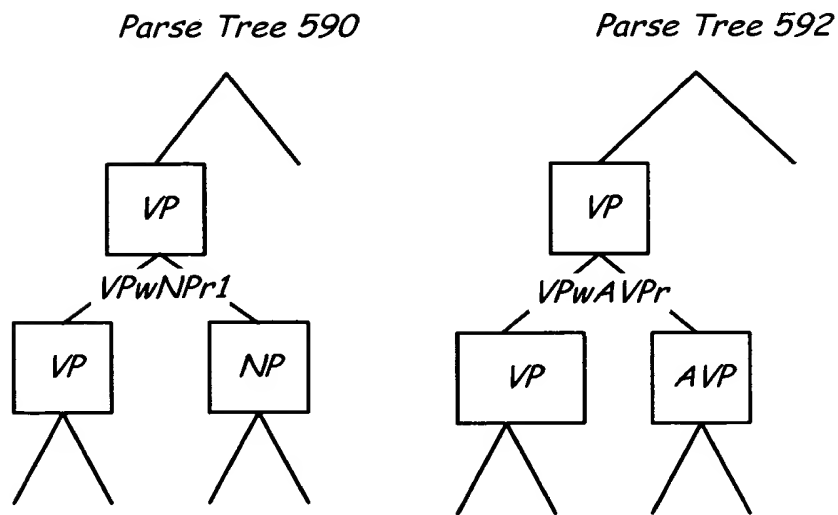 Parse Tree 590
Parse Tree 592
VP
VP
VPwNPr1
VPwAVPr
VP
NP
VP
AVP